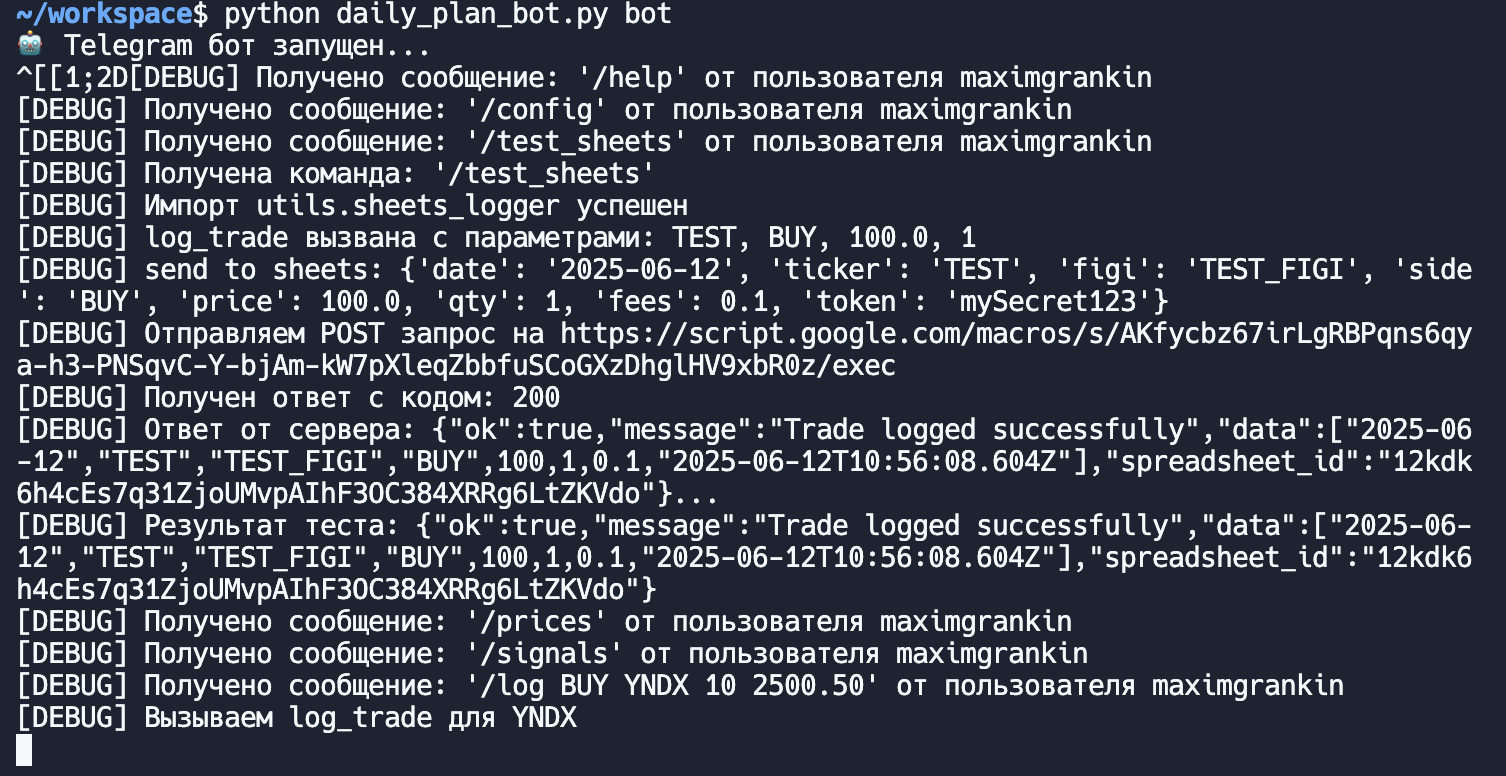 ~/workspace$ python daily_plan_bot.py bot
🤖 Telegram бот запущен...
^[[1;2D[DEBUG] Получено сообщение: '/help' от пользователя maximgrankin
[DEBUG] Получено сообщение: '/config' от пользователя maximgrankin
[DEBUG] Получено сообщение: '/test_sheets' от пользователя maximgrankin
[DEBUG] Получена команда: '/test_sheets'
[DEBUG] Импорт utils.sheets_logger успешен
[DEBUG] log_trade вызвана с параметрами: TEST, BUY, 100.0, 1
[DEBUG] send to sheets: {'date': '2025-06-12', 'ticker': 'TEST', 'figi': 'TEST_FIGI', 'side
': 'BUY', 'price': 100.0, 'qty': 1, 'fees': 0.1, 'token': 'mySecret123'}
[DEBUG] Отправляем POST запрос на https://script.google.com/macros/s/AKfycbz67irLgRBPqns6qy
a-h3-PNSqvC-Y-bjAm-kW7pXleqZbbfuSCoGXzDhglHV9xbR0z/exec
[DEBUG] Получен ответ с кодом: 200
[DEBUG] Ответ от сервера: {"ok":true,"message":"Trade logged successfully","data":["2025-06
-12","TEST","TEST_FIGI","BUY",100,1,0.1,"2025-06-12T10:56:08.604Z"],"spreadsheet_id":"12kdk
6h4cEs7q31ZjoUMvpAIhF3OC384XRRg6LtZKVdo"}...
[DEBUG] Результат теста: {"ok":true,"message":"Trade logged successfully","data":["2025-06-
12","TEST","TEST_FIGI","BUY",100,1,0.1,"2025-06-12T10:56:08.604Z"],"spreadsheet_id":"12kdk6
h4cEs7q31ZjoUMvpAIhF3OC384XRRg6LtZKVdo"}
[DEBUG] Получено сообщение: '/prices' от пользователя maximgrankin
[DEBUG] Получено сообщение: '/signals' от пользователя maximgrankin
[DEBUG] Получено сообщение: '/log BUY YNDX 10 2500.50' от пользователя maximgrankin
[DEBUG] Вызываем log_trade для YNDX